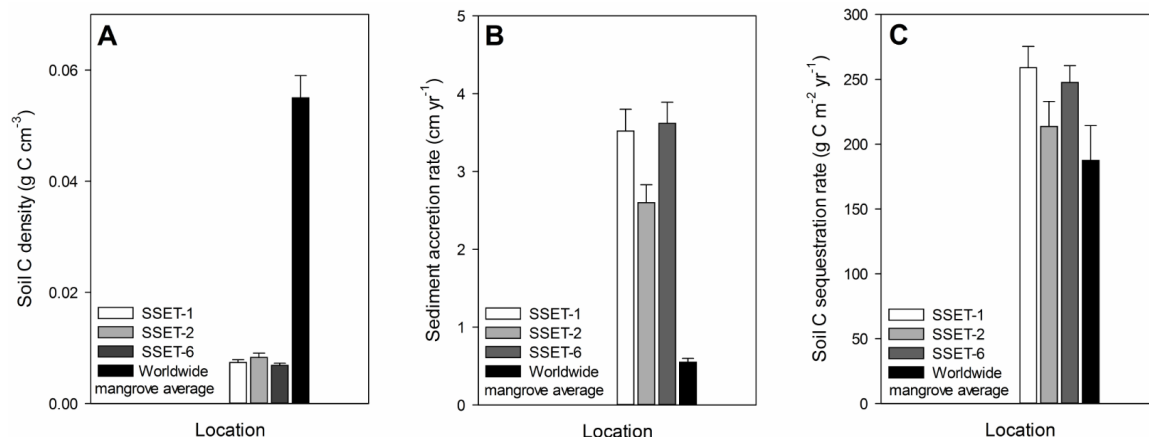 A
Soil C density (g C cm⁻³)
0.06
0.04
0.02
0.00
SSET-1
SSET-2
SSET-6
Worldwide
mangrove average
Location
B
Sediment accretion rate (cm yr⁻¹)
5
4
3
2
1
0
SSET-1
SSET-2
SSET-6
Worldwide
mangrove average
Location
C
Soil C sequestration rate (g C m⁻² yr⁻¹)
300
250
200
150
100
50
0
SSET-1
SSET-2
SSET-6
Worldwide
mangrove average
Location